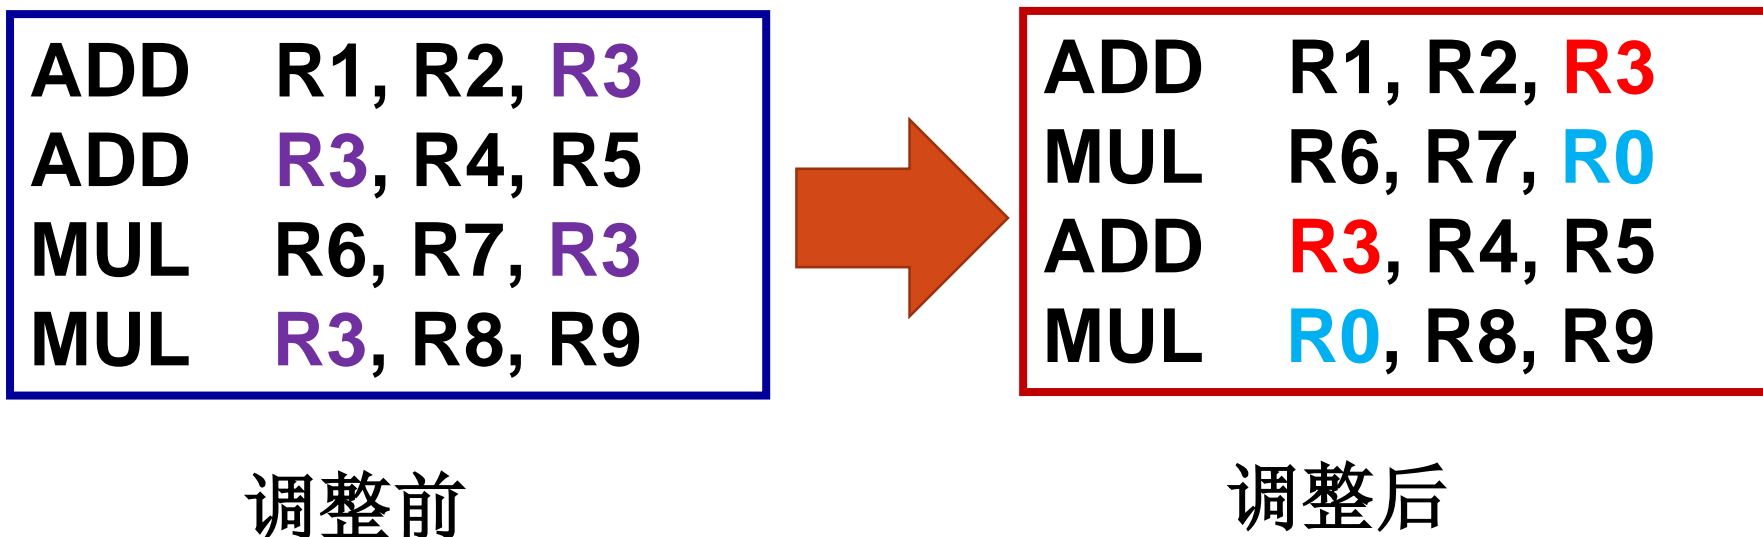 ADD R1, R2, R3
ADD R3, R4, R5
MUL R6, R7, R3
MUL R3, R8, R9
调整前
ADD R1, R2, R3
MUL R6, R7, R0
ADD R3, R4, R5
MUL R0, R8, R9
调整后